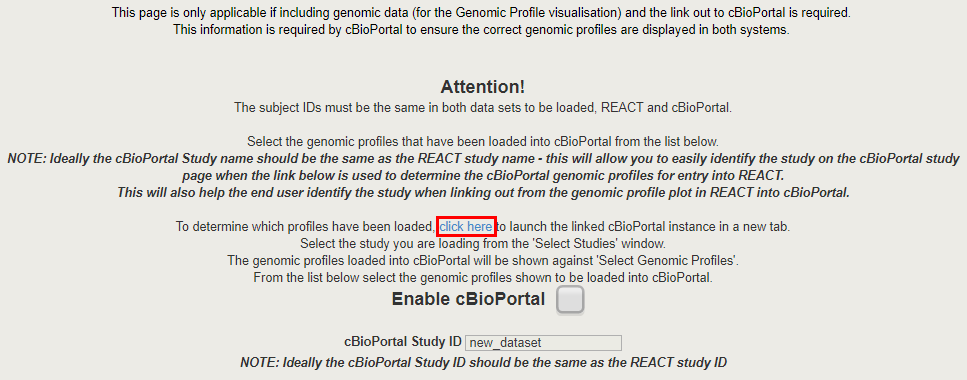 This page is only applicable if including genomic data (for the Genomic Profile visualisation) and the link out to cBioPortal is required.
This information is required by cBioPortal to ensure the correct genomic profiles are displayed in both systems.
Attention!
The subject IDs must be the same in both data sets to be loaded, REACT and cBioPortal.
Select the genomic profiles that have been loaded into cBioPortal from the list below.
NOTE: Ideally the cBioPortal Study name should be the same as the REACT study name - this will allow you to easily identify the study on the cBioPortal study
page when the link below is used to determine the cBioPortal genomic profiles for entry into REACT.
This will also help the end user identify the study when linking out from the genomic profile plot in REACT into cBioPortal.
To determine which profiles have been loaded, click here to launch the linked cBioPortal instance in a new tab.
Select the study you are loading from the 'Select Studies' window.
The genomic profiles loaded into cBioPortal will be shown against 'Select Genomic Profiles'.
From the list below select the genomic profiles shown to be loaded into cBioPortal.
Enable cBioPortal
cBioPortal Study ID new_dataset
NOTE: Ideally the cBioPortal Study ID should be the same as the REACT study ID